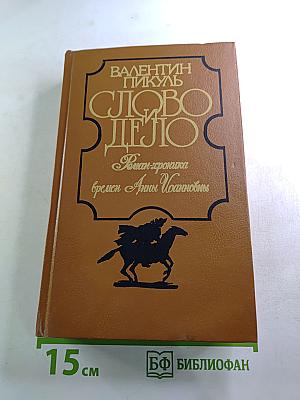 ВАЛЕНТИН
ПИКУЛЬ
СЛОВО
И
ДЕЛО
Роман-хроника
времен Анны Иоанновны
15 см
БФ БИБЛИОФАН